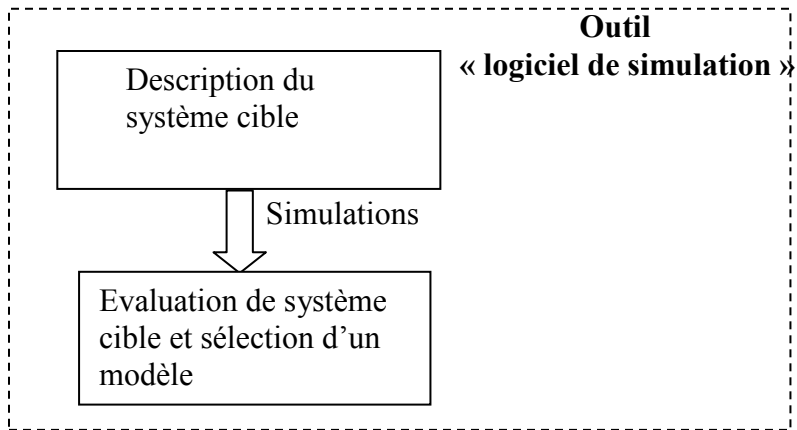 Outil
« logiciel de simulation »
Description du
système cible
Simulations
Evaluation de système
cible et sélection d’un
modèle